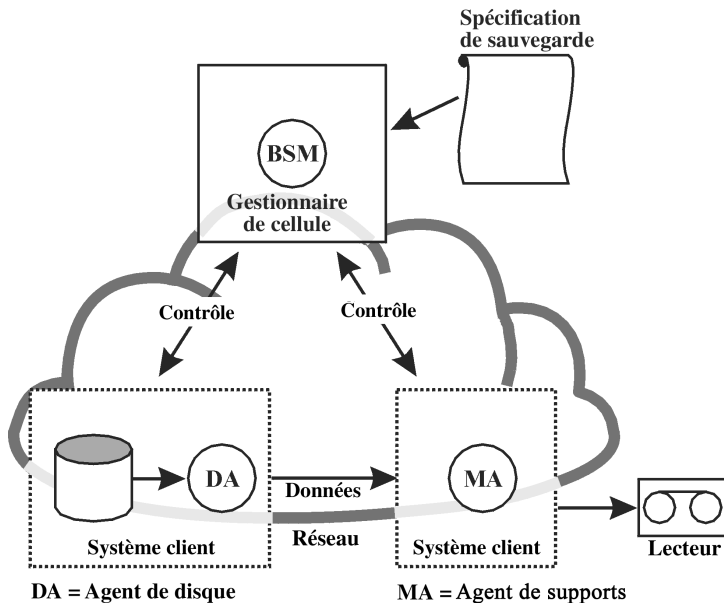 Spécification
de sauvegarde
BSM
Gestionnaire
de cellule
Contrôle
Contrôle
DA
Données
MA
Système client
Réseau
Système client
Lecteur
DA = Agent de disque
MA = Agent de supports